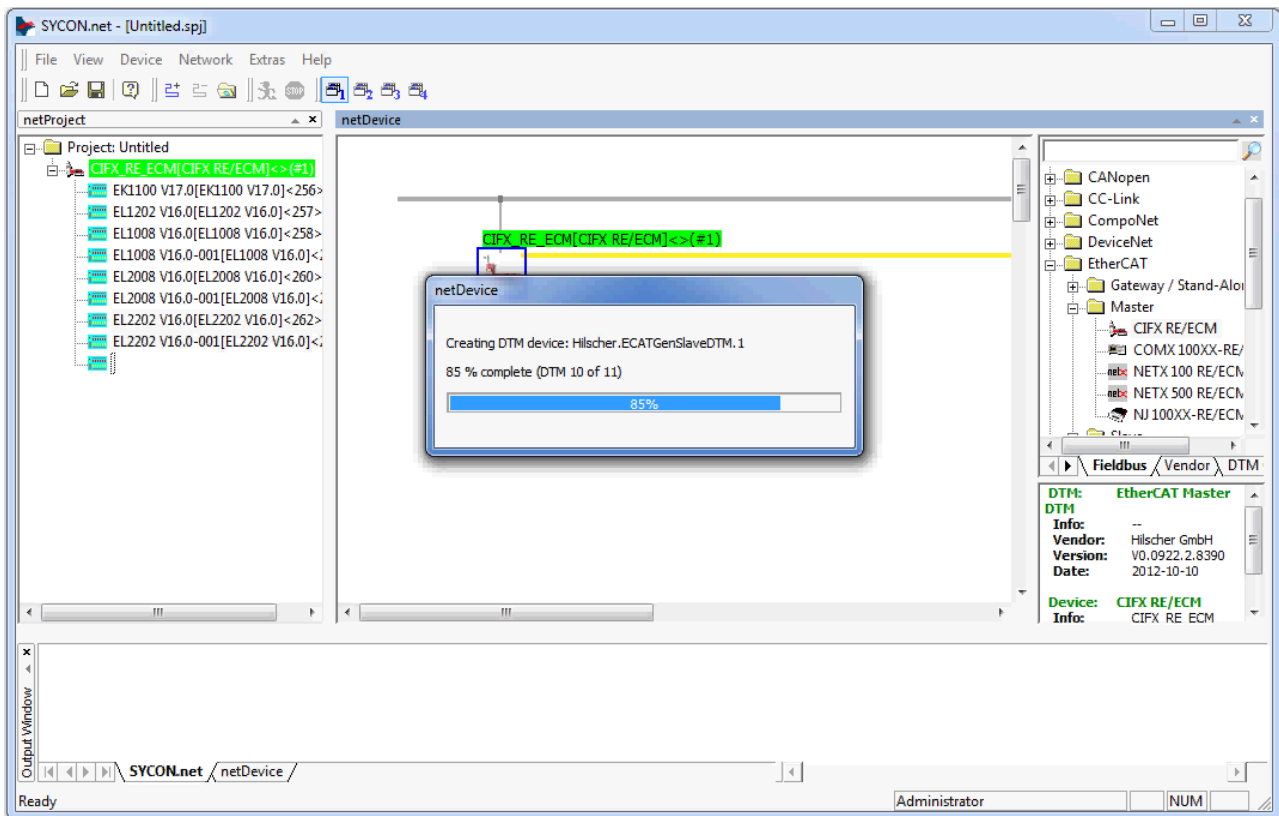 SYCON.net - [Untitled.spj]
File View Device Network Extras Help
netProject
Project: Untitled
CIFX_RE_ECM[CIFX RE/ECM]<>(#1)
EK1100 V17.0[EK1100 V17.0]<256>
EL1202 V16.0[EL1202 V16.0]<257>
EL1008 V16.0[EL1008 V16.0]<258>
EL1008 V16.0-001[EL1008 V16.0]<2
EL2008 V16.0[EL2008 V16.0]<260>
EL2008 V16.0-001[EL2008 V16.0]<2
EL2202 V16.0[EL2202 V16.0]<262>
EL2202 V16.0-001[EL2202 V16.0]<2
netDevice
CIFX_RE_ECM[CIFX RE/ECM]<>(#1)
netDevice
Creating DTM device: Hilscher.ECATGenSlaveDTM.1
85 % complete (DTM 10 of 11)
85%
CANopen
CC-Link
CompoNet
DeviceNet
EtherCAT
Gateway / Stand-Alo
Master
CIFX RE/ECM
COMX 100XX-RE/
NETX 100 RE/ECM
NETX 500 RE/ECM
NJ 100XX-RE/ECM
Slave
Fieldbus Vendor DTM
DTM: EtherCAT Master
DTM
Info: --
Vendor: Hilscher GmbH
Version: V0.0922.2.8390
Date: 2012-10-10
Device: CIFX RE/ECM
Info: CIFX RE ECM
Output Window
SYCON.net netDevice
Ready
Administrator
NUM